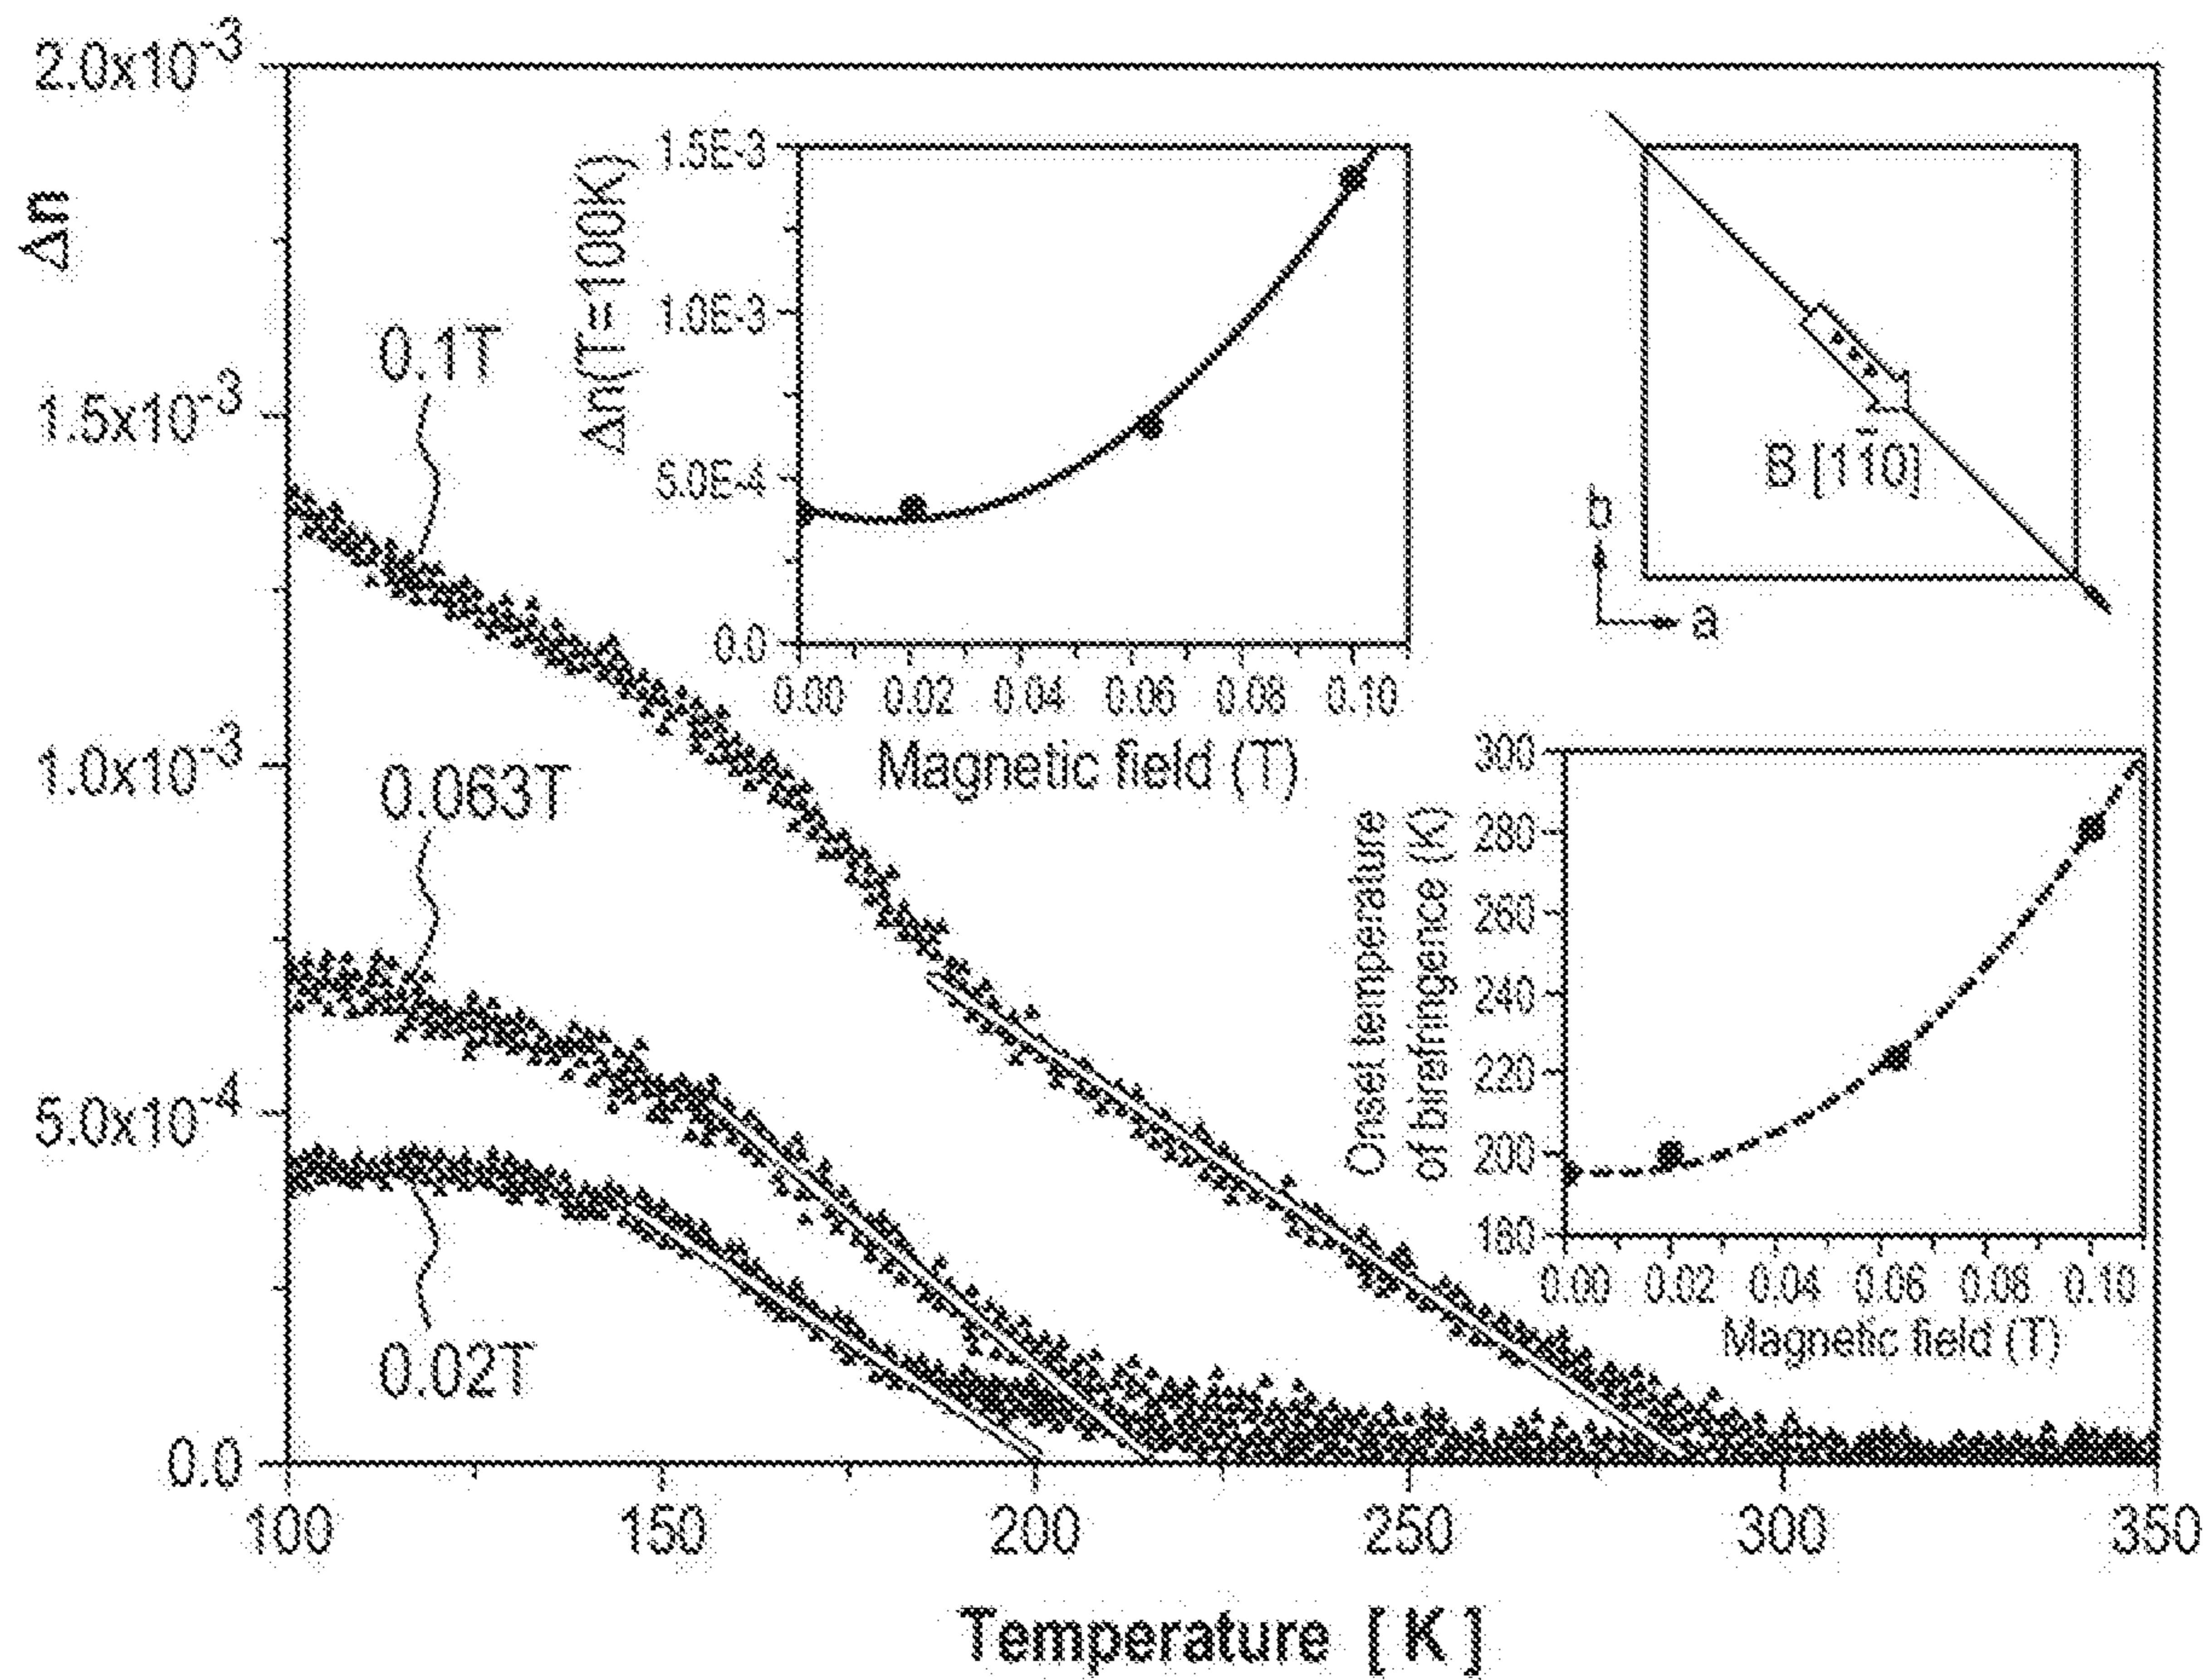 2.0x10⁻³
Δn
1.5x10⁻³
1.0x10⁻³
5.0x10⁻⁴
0.0
0.1T
0.063T
0.02T
100 150 200 250 300 350
Temperature [K]
Δn(T=100K)
1.5E-3
1.0E-3
5.0E-4
0.0
0.00 0.02 0.04 0.06 0.08 0.10
Magnetic field (T)
B [11̄0]
b
a
Onset temperature
of birefringence (K)
300
280
260
240
220
200
180
0.00 0.02 0.04 0.06 0.08 0.10
Magnetic field (T)